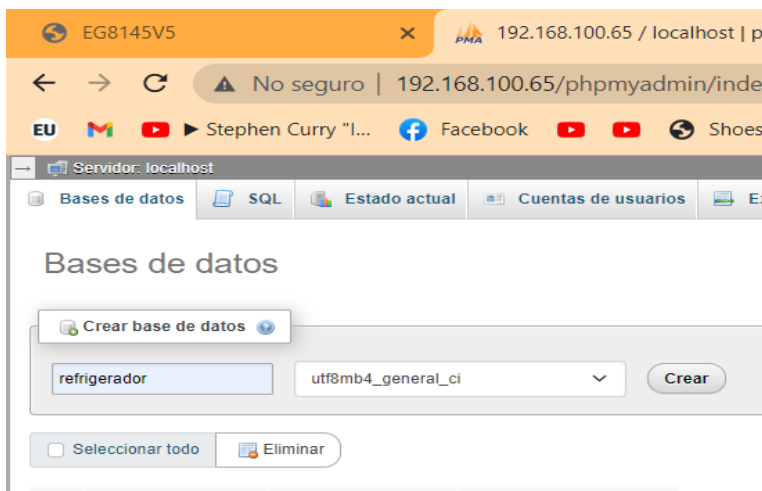 EG8145V5
PMA 192.168.100.65 / localhost | p
No seguro | 192.168.100.65/phpmyadmin/inde
EU Stephen Curry "I... Facebook Shoes
Servidor: localhost
Bases de datos SQL Estado actual Cuentas de usuarios E
Bases de datos
Crear base de datos
refrigerador utf8mb4_general_ci Crear
Seleccionar todo Eliminar